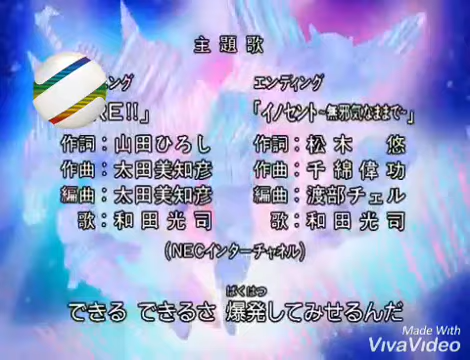 主題歌
ング
エンディング
RE!!」
「イノセント~無邪気なままで~」
作詞：山田ひろし
作詞：松木 悠
作曲：太田美知彦
作曲：千綿偉功
編曲：太田美知彦
編曲：渡部チェル
歌：和田光司
歌：和田光司
(NECインターチャネル)
ばくはつ
できる できるさ 爆発してみせるんだ
Made With
VivaVideo